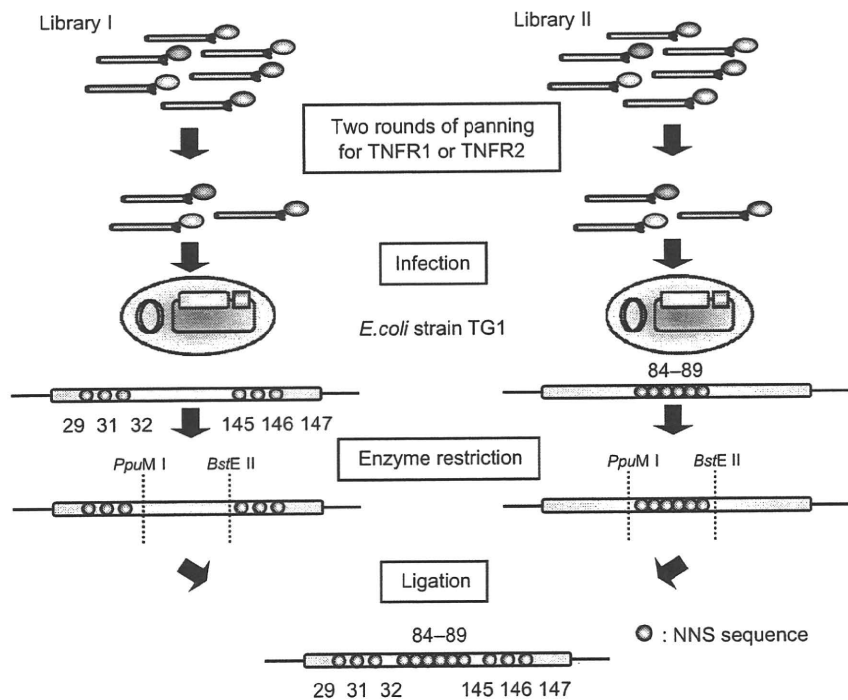 Library I
Library II
Two rounds of panning
for TNFR1 or TNFR2
Infection
E.coli strain TG1
84–89
29 31 32 145 146 147
Enzyme restriction
PpuM I BstE II
PpuM I BstE II
Ligation
84–89
: NNS sequence
29 31 32 145 146 147